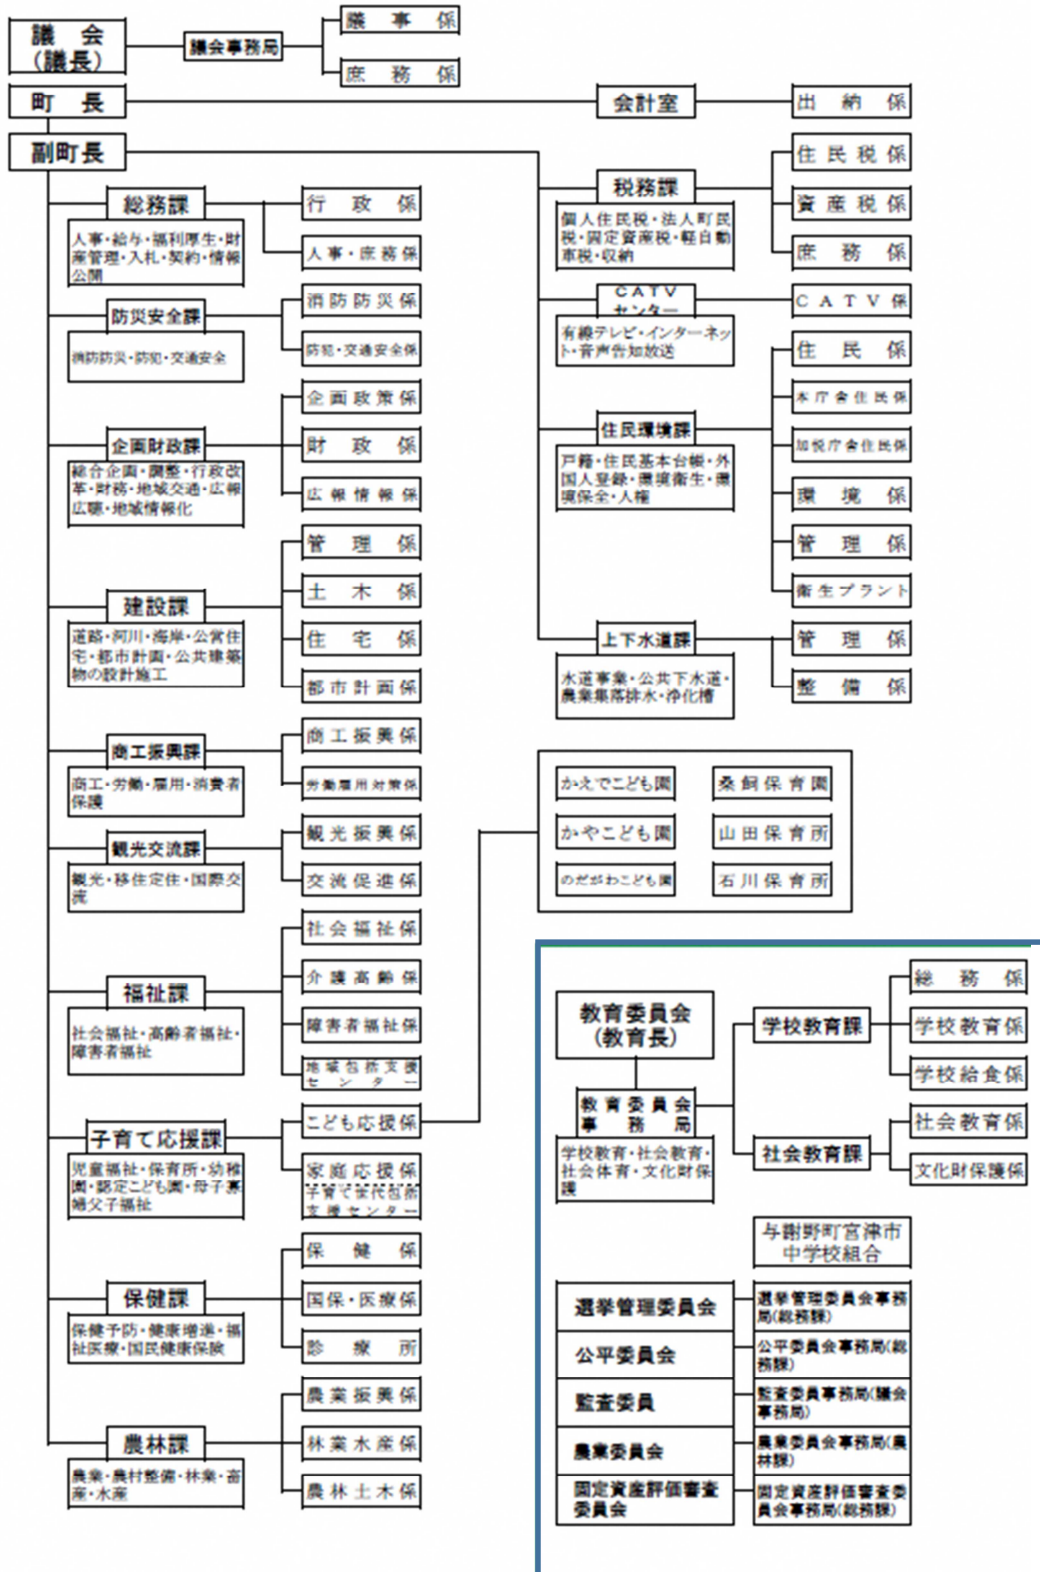 議会
(議長)
議会事務局
議事係
庶務係
町長
会計室
出納係
副町長
総務課
人事・給与・福利厚生・財
産管理・入札・契約・情報
公開
行政係
人事・庶務係
防災安全課
消防防災・防犯・交通安全
消防防災係
防犯・交通安全係
企画財政課
総合企画・調整・行政改
革・財務・地域交通・広報
広聴・地域情報化
企画政策係
財政係
広報情報係
建設課
道路・河川・海岸・公営住
宅・都市計画・公共建築
物の設計施工
管理係
土木係
住宅係
都市計画係
商工振興課
商工・労働・雇用・消費者
保護
商工振興係
労働雇用対策係
観光交流課
観光・移住定住・国際交
流
観光振興係
交流促進係
福祉課
社会福祉・高齢者福祉・
障害者福祉
社会福祉係
介護高齢係
障害者福祉係
地域包括支援
センター
子育て応援課
児童福祉・保育所・幼稚
園・認定こども園・母子寡
婦父子福祉
こども応援係
家庭応援係
子育て世代包括
支援センター
保健課
保健予防・健康増進・福
祉医療・国民健康保険
保健係
国保・医療係
診療所
農林課
農業・農村整備・林業・畜
産・水産
農業振興係
林業水産係
農林土木係
税務課
個人住民税・法人町民
税・固定資産税・軽自動
車税・収納
住民税係
資産税係
庶務係
CATV
センター
有線テレビ・インターネッ
ト・音声告知放送
CATV係
住民環境課
戸籍・住民基本台帳・外
国人登録・環境衛生・環
境保全・人権
住民係
本庁舎住民係
加悦庁舎住民係
環境係
管理係
衛生プラント
上下水道課
水道事業・公共下水道・
農業集落排水・浄化槽
管理係
整備係
かえでこども園
桑飼保育園
かやこども園
山田保育所
のだがわこども園
石川保育所
教育委員会
(教育長)
教育委員会
事務局
学校教育・社会教育・
社会体育・文化財保
護
学校教育課
総務係
学校教育係
学校給食係
社会教育課
社会教育係
文化財保護係
与謝野町宮津市
中学校組合
選挙管理委員会
選挙管理委員会事務
局(総務課)
公平委員会
公平委員会事務局(総
務課)
監査委員
監査委員事務局(議会
事務局)
農業委員会
農業委員会事務局(農
林課)
固定資産評価審査
委員会
固定資産評価審査委
員会事務局(総務課)